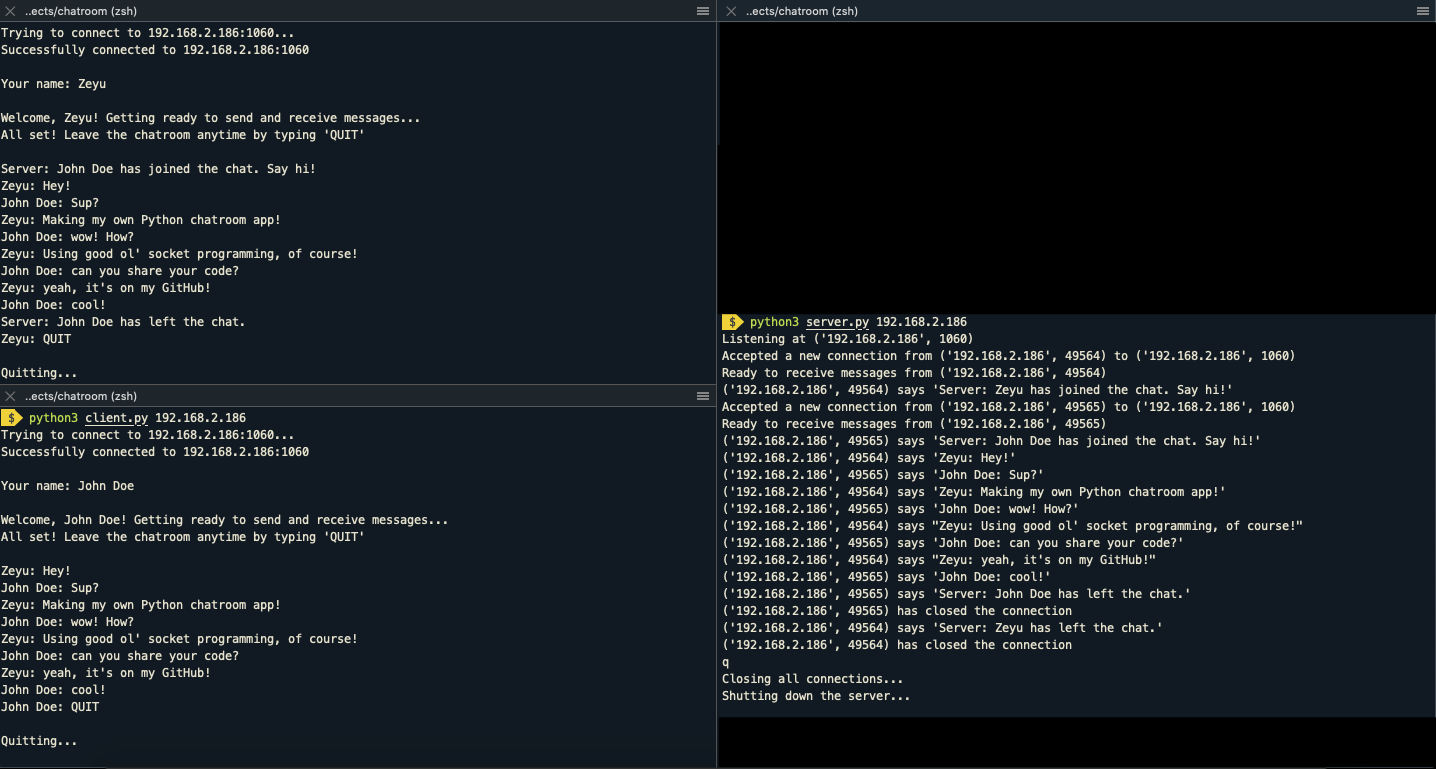 ..ects/chatroom (zsh)
Trying to connect to 192.168.2.186:1060...
Successfully connected to 192.168.2.186:1060
Your name: Zeyu
Welcome, Zeyu! Getting ready to send and receive messages...
All set! Leave the chatroom anytime by typing 'QUIT'
Server: John Doe has joined the chat. Say hi!
Zeyu: Hey!
John Doe: Sup?
Zeyu: Making my own Python chatroom app!
John Doe: wow! How?
Zeyu: Using good ol' socket programming, of course!
John Doe: can you share your code?
Zeyu: yeah, it's on my GitHub!
John Doe: cool!
Server: John Doe has left the chat.
Zeyu: QUIT
Quitting...
..ects/chatroom (zsh)
$ python3 client.py 192.168.2.186
Trying to connect to 192.168.2.186:1060...
Successfully connected to 192.168.2.186:1060
Your name: John Doe
Welcome, John Doe! Getting ready to send and receive messages...
All set! Leave the chatroom anytime by typing 'QUIT'
Zeyu: Hey!
John Doe: Sup?
Zeyu: Making my own Python chatroom app!
John Doe: wow! How?
Zeyu: Using good ol' socket programming, of course!
John Doe: can you share your code?
Zeyu: yeah, it's on my GitHub!
John Doe: cool!
John Doe: QUIT
Quitting...
..ects/chatroom (zsh)
$ python3 server.py 192.168.2.186
Listening at ('192.168.2.186', 1060)
Accepted a new connection from ('192.168.2.186', 49564) to ('192.168.2.186', 1060)
Ready to receive messages from ('192.168.2.186', 49564)
('192.168.2.186', 49564) says 'Server: Zeyu has joined the chat. Say hi!'
Accepted a new connection from ('192.168.2.186', 49565) to ('192.168.2.186', 1060)
Ready to receive messages from ('192.168.2.186', 49565)
('192.168.2.186', 49565) says 'Server: John Doe has joined the chat. Say hi!'
('192.168.2.186', 49564) says 'Zeyu: Hey!'
('192.168.2.186', 49565) says 'John Doe: Sup?'
('192.168.2.186', 49564) says 'Zeyu: Making my own Python chatroom app!'
('192.168.2.186', 49565) says 'John Doe: wow! How?'
('192.168.2.186', 49564) says "Zeyu: Using good ol' socket programming, of course!"
('192.168.2.186', 49565) says 'John Doe: can you share your code?'
('192.168.2.186', 49564) says "Zeyu: yeah, it's on my GitHub!"
('192.168.2.186', 49565) says 'John Doe: cool!'
('192.168.2.186', 49565) says 'Server: John Doe has left the chat.'
('192.168.2.186', 49565) has closed the connection
('192.168.2.186', 49564) says 'Server: Zeyu has left the chat.'
('192.168.2.186', 49564) has closed the connection
q
Closing all connections...
Shutting down the server...